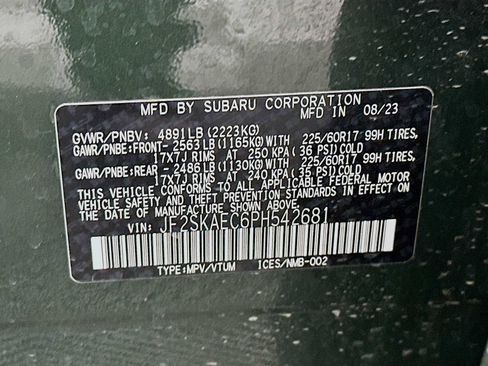 MFD BY SUBARU CORPORATION
MFD IN 08/23
GVWR/PNBV: 4891LB (2223KG)
GAWR/PNBE:FRONT- 2563LB (1165KG)WITH 225/60R17 99H TIRES,
17X7J RIMS AT 250 KPA (36 PSI)COLD
GAWR/PNBE:REAR - 2486LB (1130KG)WITH 225/60R17 99H TIRES,
17X7J RIMS AT 240 KPA (35 PSI)COLD
THIS VEHICLE CONFORMS TO ALL APPLICABLE FEDERAL MOTOR
VEHICLE SAFETY STANDARDS IN EFFECT ON THE DATE OF
MANUFACTURE SHOWN ABOVE.
VIN: JF2SKAEC6PH542681
TYPE:MPV/VTUM ICES/NMB-002